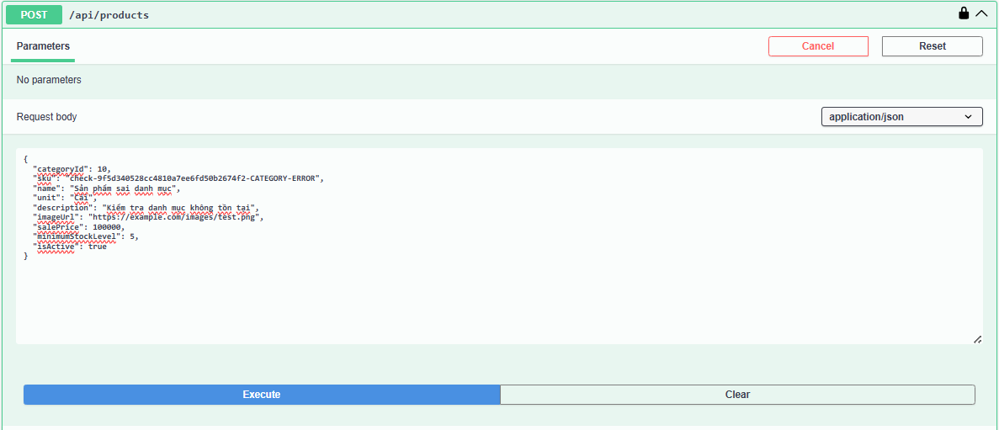 POST /api/products
Parameters Cancel Reset
No parameters
Request body application/json
{
"categoryId": 10,
"sku": "check-9f5d340528cc4810a7ee6fd50b2674f2-CATEGORY-ERROR",
"name": "Sản phẩm sai danh mục",
"unit": "Cái",
"description": "Kiểm tra danh mục không tồn tại",
"imageUrl": "https://example.com/images/test.png",
"salePrice": 100000,
"minimumStockLevel": 5,
"isActive": true
}
Execute Clear